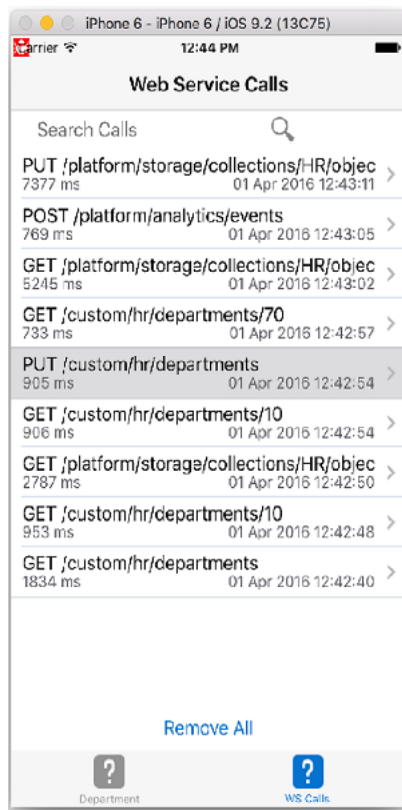 iPhone 6 - iPhone 6 / iOS 9.2 (13C75)
Carrier 12:44 PM
Web Service Calls
Search Calls
PUT /platform/storage/collections/HR/objec
7377 ms 01 Apr 2016 12:43:11
POST /platform/analytics/events
769 ms 01 Apr 2016 12:43:05
GET /platform/storage/collections/HR/objec
5245 ms 01 Apr 2016 12:43:02
GET /custom/hr/departments/70
733 ms 01 Apr 2016 12:42:57
PUT /custom/hr/departments
905 ms 01 Apr 2016 12:42:54
GET /custom/hr/departments/10
906 ms 01 Apr 2016 12:42:54
GET /platform/storage/collections/HR/objec
2787 ms 01 Apr 2016 12:42:50
GET /custom/hr/departments/10
953 ms 01 Apr 2016 12:42:48
GET /custom/hr/departments
1834 ms 01 Apr 2016 12:42:40
Remove All
? ?
Department WS Calls